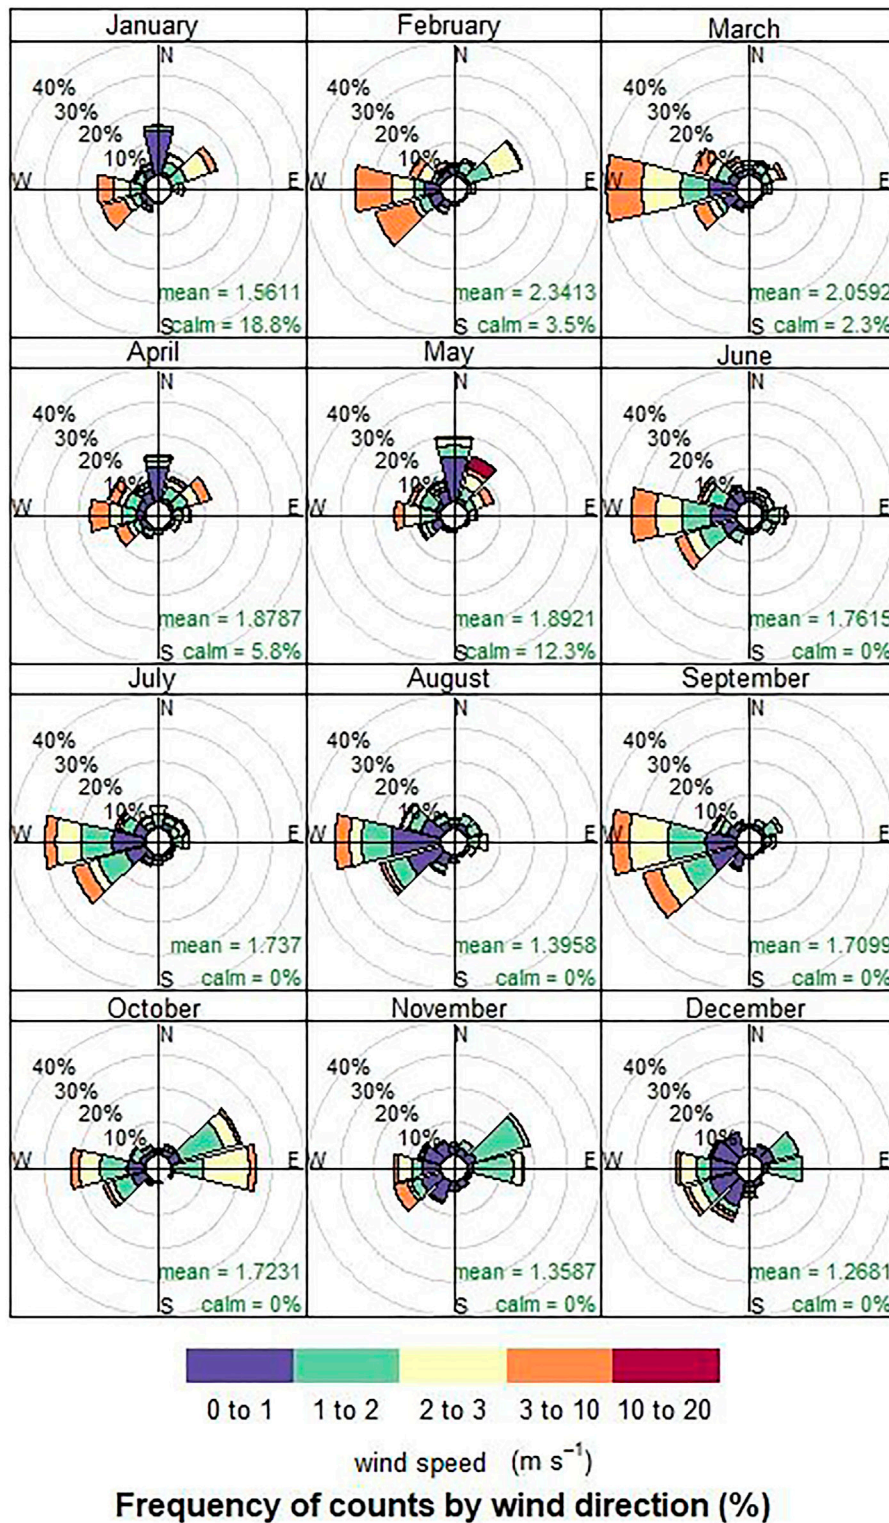 January February March
N N N
40% 40% 40%
30% 30% 30%
20% 20% 20%
10% 10% 10%
W E W E W E
mean = 1.5611 mean = 2.3413 mean = 2.0592
S calm = 18.8% S calm = 3.5% S calm = 2.3%
April May June
N N N
40% 40% 40%
30% 30% 30%
20% 20% 20%
10% 10% 10%
W E W E W E
mean = 1.8787 mean = 1.8921 mean = 1.7615
S calm = 5.8% S calm = 12.3% S calm = 0%
July August September
N N N
40% 40% 40%
30% 30% 30%
20% 20% 20%
10% 10% 10%
W E W E W E
mean = 1.737 mean = 1.3958 mean = 1.7099
S calm = 0% S calm = 0% S calm = 0%
October November December
N N N
40% 40% 40%
30% 30% 30%
20% 20% 20%
10% 10% 10%
W E W E W E
mean = 1.7231 mean = 1.3587 mean = 1.2681
S calm = 0% S calm = 0% S calm = 0%
0 to 1 1 to 2 2 to 3 3 to 10 10 to 20
wind speed (m s⁻¹)
Frequency of counts by wind direction (%)